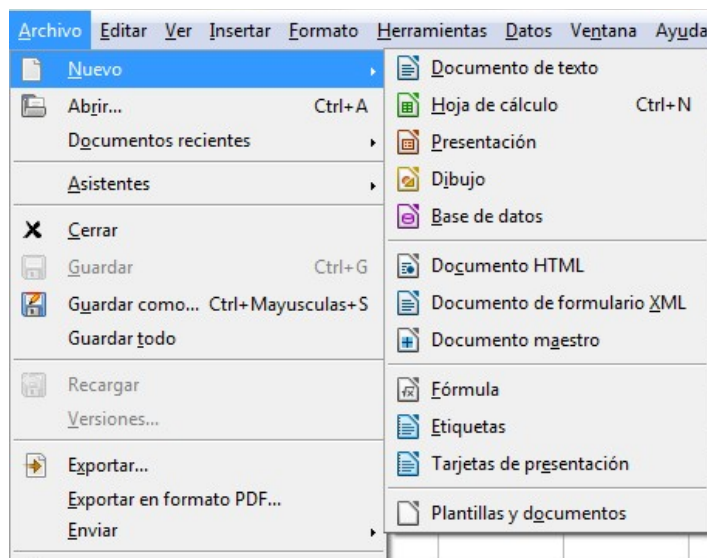 Archivo Editar Ver Insertar Formato Herramientas Datos Ventana Ayuda
Nuevo
Abrir... Ctrl+A
Documentos recientes
Asistentes
Cerrar
Guardar Ctrl+G
Guardar como... Ctrl+Mayusculas+S
Guardar todo
Recargar
Versiones...
Exportar...
Exportar en formato PDF...
Enviar
Documento de texto
Hoja de cálculo Ctrl+N
Presentación
Dibujo
Base de datos
Documento HTML
Documento de formulario XML
Documento maestro
Fórmula
Etiquetas
Tarjetas de presentación
Plantillas y documentos